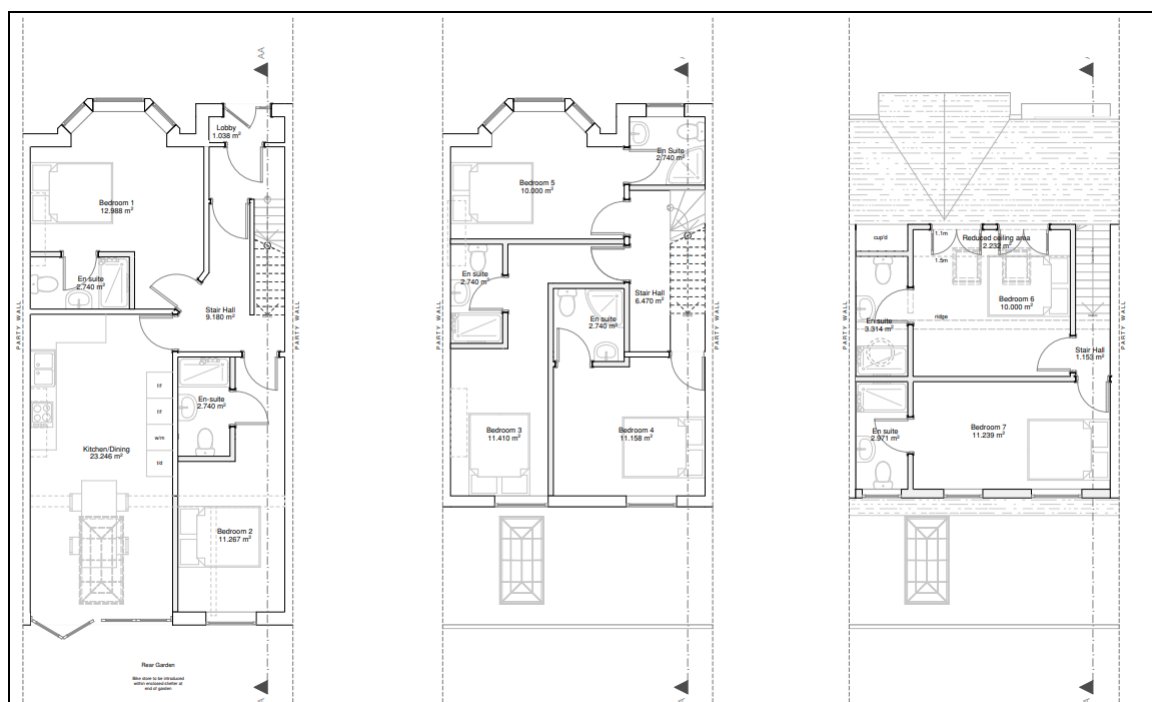 Lobby
1.038 m²
Bedroom 1
12.988 m²
En suite
2.740 m²
Stair Hall
9.180 m²
PARTY WALL
PARTY WALL
En-suite
2.740 m²
f/f
f/f
w/m
Kitchen/Dining
23.246 m²
Bedroom 2
11.267 m²
Rear Garden
Bike store to be introduced
within enclosed shelter at
end of garden
En Suite
2.740 m²
Bedroom 5
10.000 m²
En suite
2.740 m²
Stair Hall
6.470 m²
En suite
2.740 m²
PARTY WALL
PARTY WALL
Bedroom 3
11.410 m²
Bedroom 4
11.158 m²
cup'd
1.1m
Reduced ceiling area
2.232 m²
1.5m
Bedroom 6
10.000 m²
En suite
3.314 m²
ridge
Stair Hall
1.153 m²
PARTY WALL
PARTY WALL
En suite
2.971 m²
Bedroom 7
11.239 m²